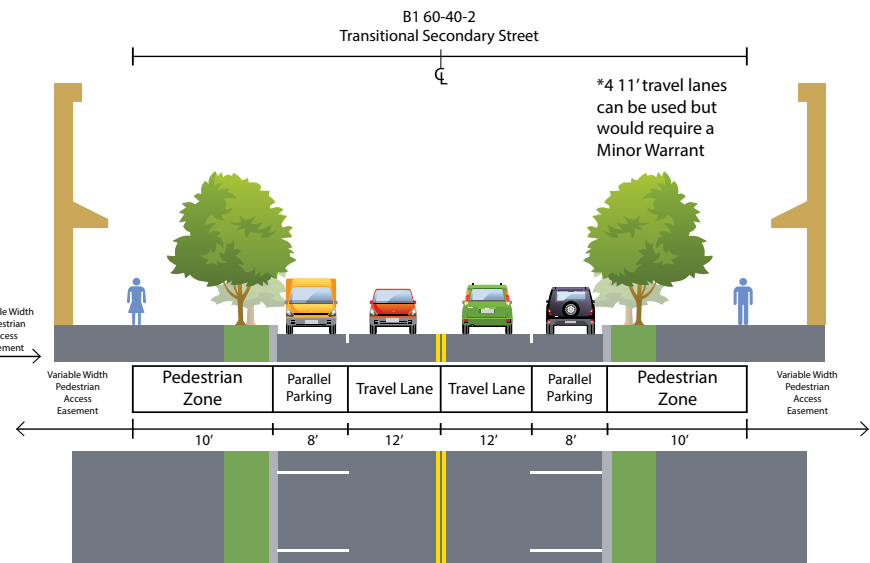 B1 60-40-2
Transitional Secondary Street
℄
*4 11’ travel lanes
can be used but
would require a
Minor Warrant
Width
Variable Width
Pedestrian
Access
Easement
Pedestrian
Zone
Parallel
Parking
Travel Lane
Travel Lane
Parallel
Parking
Pedestrian
Zone
Variable Width
Pedestrian
Access
Easement
10’
8’
12’
12’
8’
10’